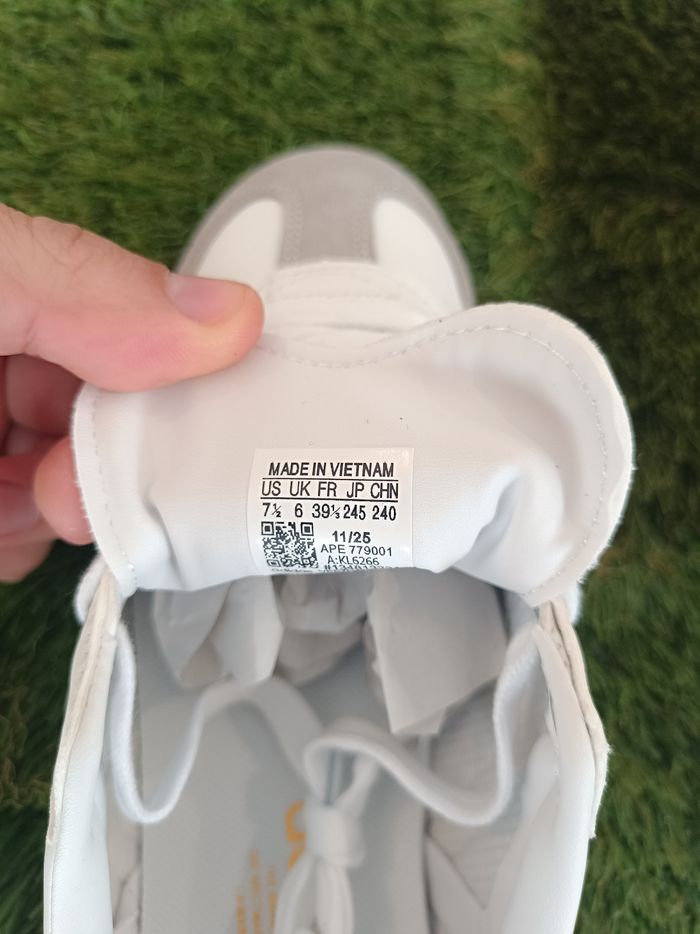 MADE IN VIETNAM
US UK FR JP CHN
7½ 6 39⅓ 245 240
11/25
APE 779001
A:KL6266